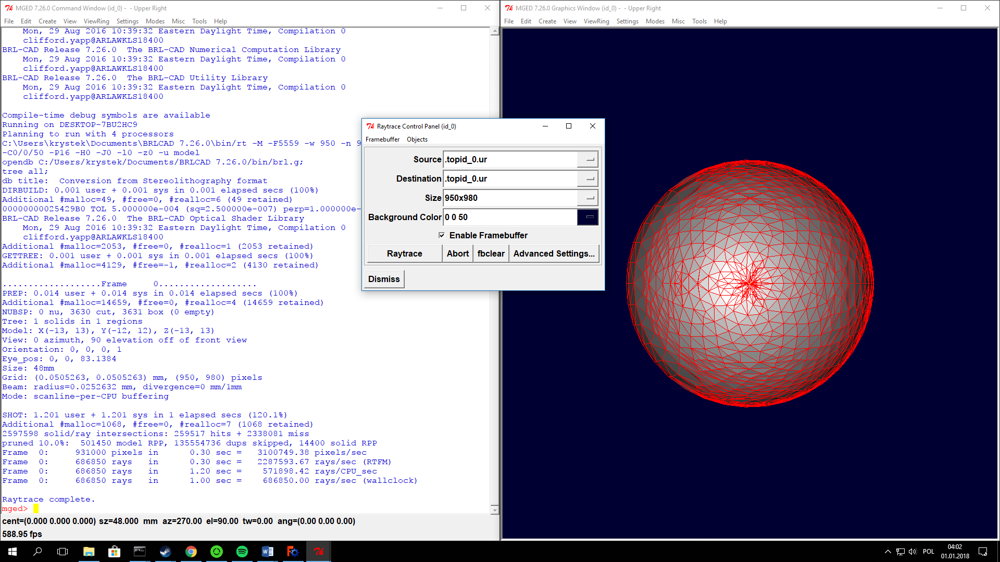 MGED 7.26.0 Command Window (id_0) - - Upper Right
File Edit Create View ViewRing Settings Modes Misc Tools Help
Mon, 29 Aug 2016 10:39:32 Eastern Daylight Time, Compilation 0
clifford.yapp@ARLAWKLS18400
BRL-CAD Release 7.26.0 The BRL-CAD Numerical Computation Library
Mon, 29 Aug 2016 10:39:32 Eastern Daylight Time, Compilation 0
clifford.yapp@ARLAWKLS18400
BRL-CAD Release 7.26.0 The BRL-CAD Utility Library
Mon, 29 Aug 2016 10:39:32 Eastern Daylight Time, Compilation 0
clifford.yapp@ARLAWKLS18400
Compile-time debug symbols are available
Running on DESKTOP-7BU2HC9
Planning to run with 4 processors
C:\Users\krystek\Documents\BRLCAD 7.26.0\bin/rt -M -F5559 -w 950 -n 9
-C0/0/50 -P16 -H0 -J0 -l0 -z0 -u model
opendb C:/Users/krystek/Documents/BRLCAD 7.26.0/bin/brl.g;
tree all;
db title: Conversion from Stereolithography format
DIRBUILD: 0.001 user + 0.001 sys in 0.001 elapsed secs (100%)
Additional #malloc=49, #free=0, #realloc=6 (49 retained)
00000000025429B0 TOL 5.000000e-004 (sq=2.500000e-007) perp=1.000000e-
BRL-CAD Release 7.26.0 The BRL-CAD Optical Shader Library
Mon, 29 Aug 2016 10:39:32 Eastern Daylight Time, Compilation 0
clifford.yapp@ARLAWKLS18400
Additional #malloc=2053, #free=0, #realloc=1 (2053 retained)
GETTREE: 0.001 user + 0.001 sys in 0.001 elapsed secs (100%)
Additional #malloc=4129, #free=-1, #realloc=2 (4130 retained)
...................Frame 0...................
PREP: 0.014 user + 0.014 sys in 0.014 elapsed secs (100%)
Additional #malloc=14659, #free=0, #realloc=4 (14659 retained)
NUBSP: 0 nu, 3630 cut, 3631 box (0 empty)
Tree: 1 solids in 1 regions
Model: X(-13, 13), Y(-12, 12), Z(-13, 13)
View: 0 azimuth, 90 elevation off of front view
Orientation: 0, 0, 0, 1
Eye_pos: 0, 0, 83.1384
Size: 48mm
Grid: (0.0505263, 0.0505263) mm, (950, 980) pixels
Beam: radius=0.0252632 mm, divergence=0 mm/1mm
Mode: scanline-per-CPU buffering
SHOT: 1.201 user + 1.201 sys in 1 elapsed secs (120.1%)
Additional #malloc=1068, #free=0, #realloc=7 (1068 retained)
2597598 solid/ray intersections: 259517 hits + 2338081 miss
pruned 10.0%: 501450 model RPP, 135554736 dups skipped, 14400 solid RPP
Frame 0: 931000 pixels in 0.30 sec = 3100749.38 pixels/sec
Frame 0: 686850 rays in 0.30 sec = 2287593.67 rays/sec (RTFM)
Frame 0: 686850 rays in 1.20 sec = 571898.42 rays/CPU_sec
Frame 0: 686850 rays in 1.00 sec = 686850.00 rays/sec (wallclock)
Raytrace complete.
mged>
cent=(0.000 0.000 0.000) sz=48.000 mm az=270.00 el=90.00 tw=0.00 ang=(0.00 0.00 0.00)
588.95 fps
MGED 7.26.0 Graphics Window (id_0) - - Upper Right
File Edit Create View ViewRing Settings Modes Misc Tools Help
Raytrace Control Panel (id_0)
Framebuffer Objects
Source .topid_0.ur
Destination .topid_0.ur
Size 950x980
Background Color 0 0 50
Enable Framebuffer
Raytrace Abort fbclear Advanced Settings...
Dismiss
POL
04:02
01.01.2018